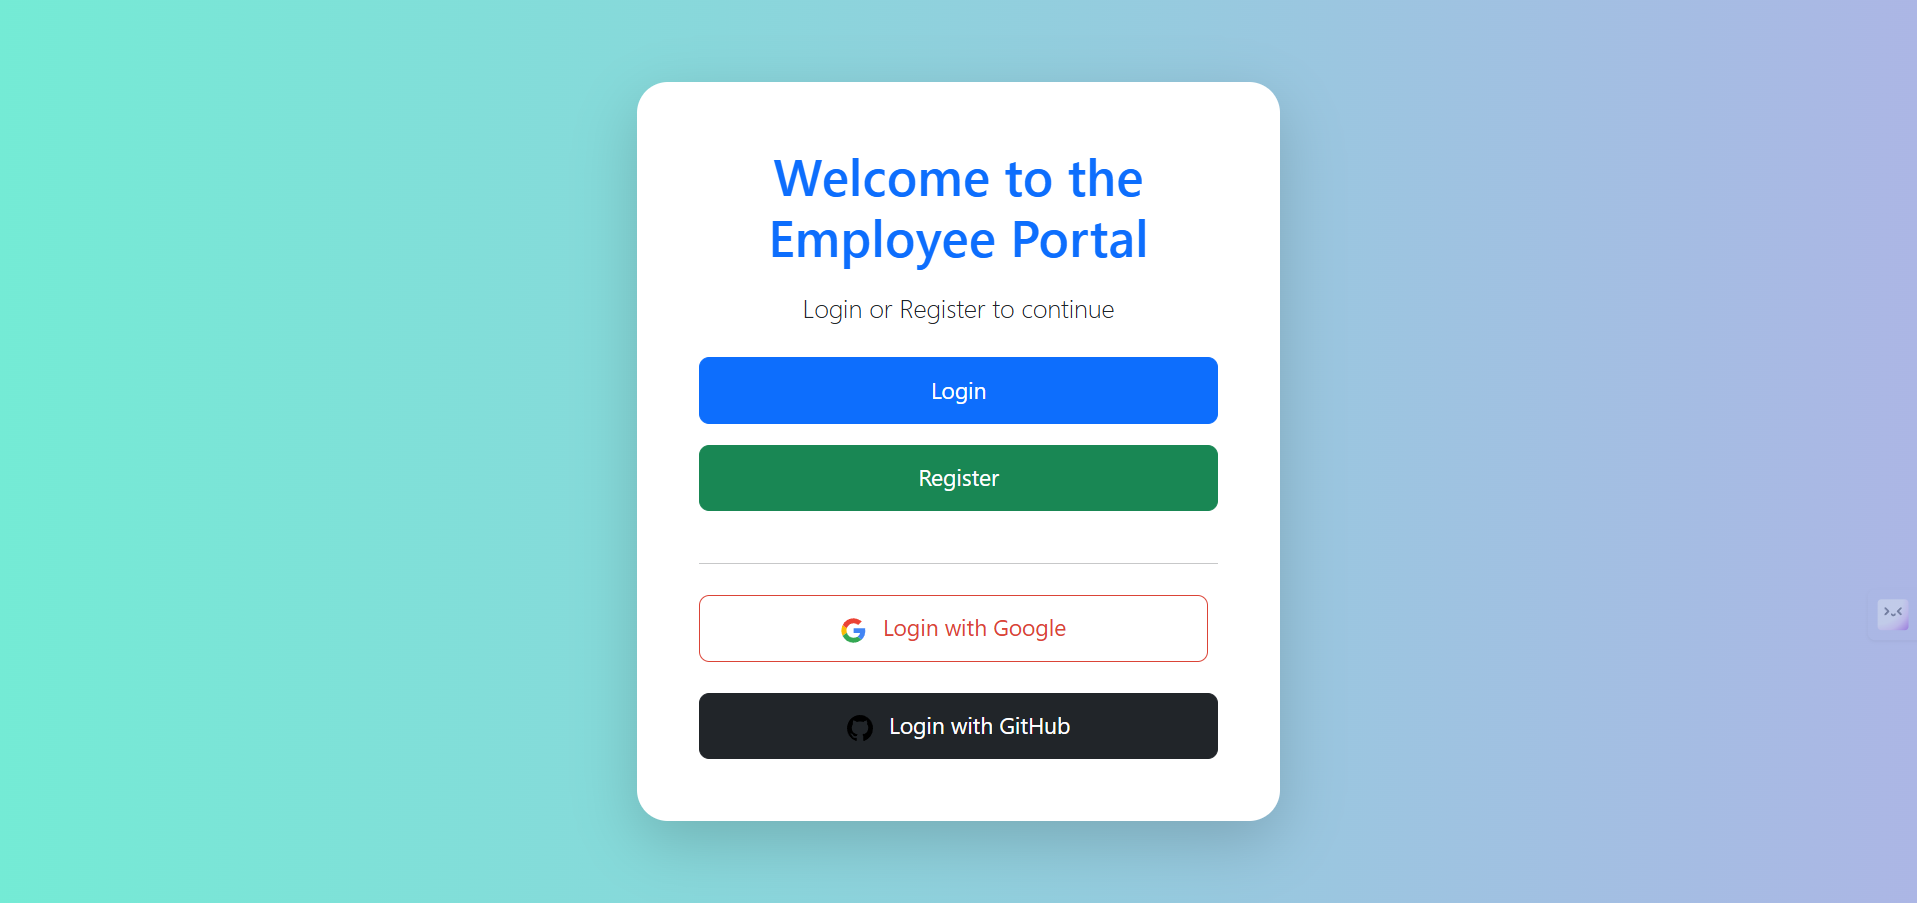 Welcome to the
Employee Portal
Login or Register to continue
Login
Register
Login with Google
Login with GitHub